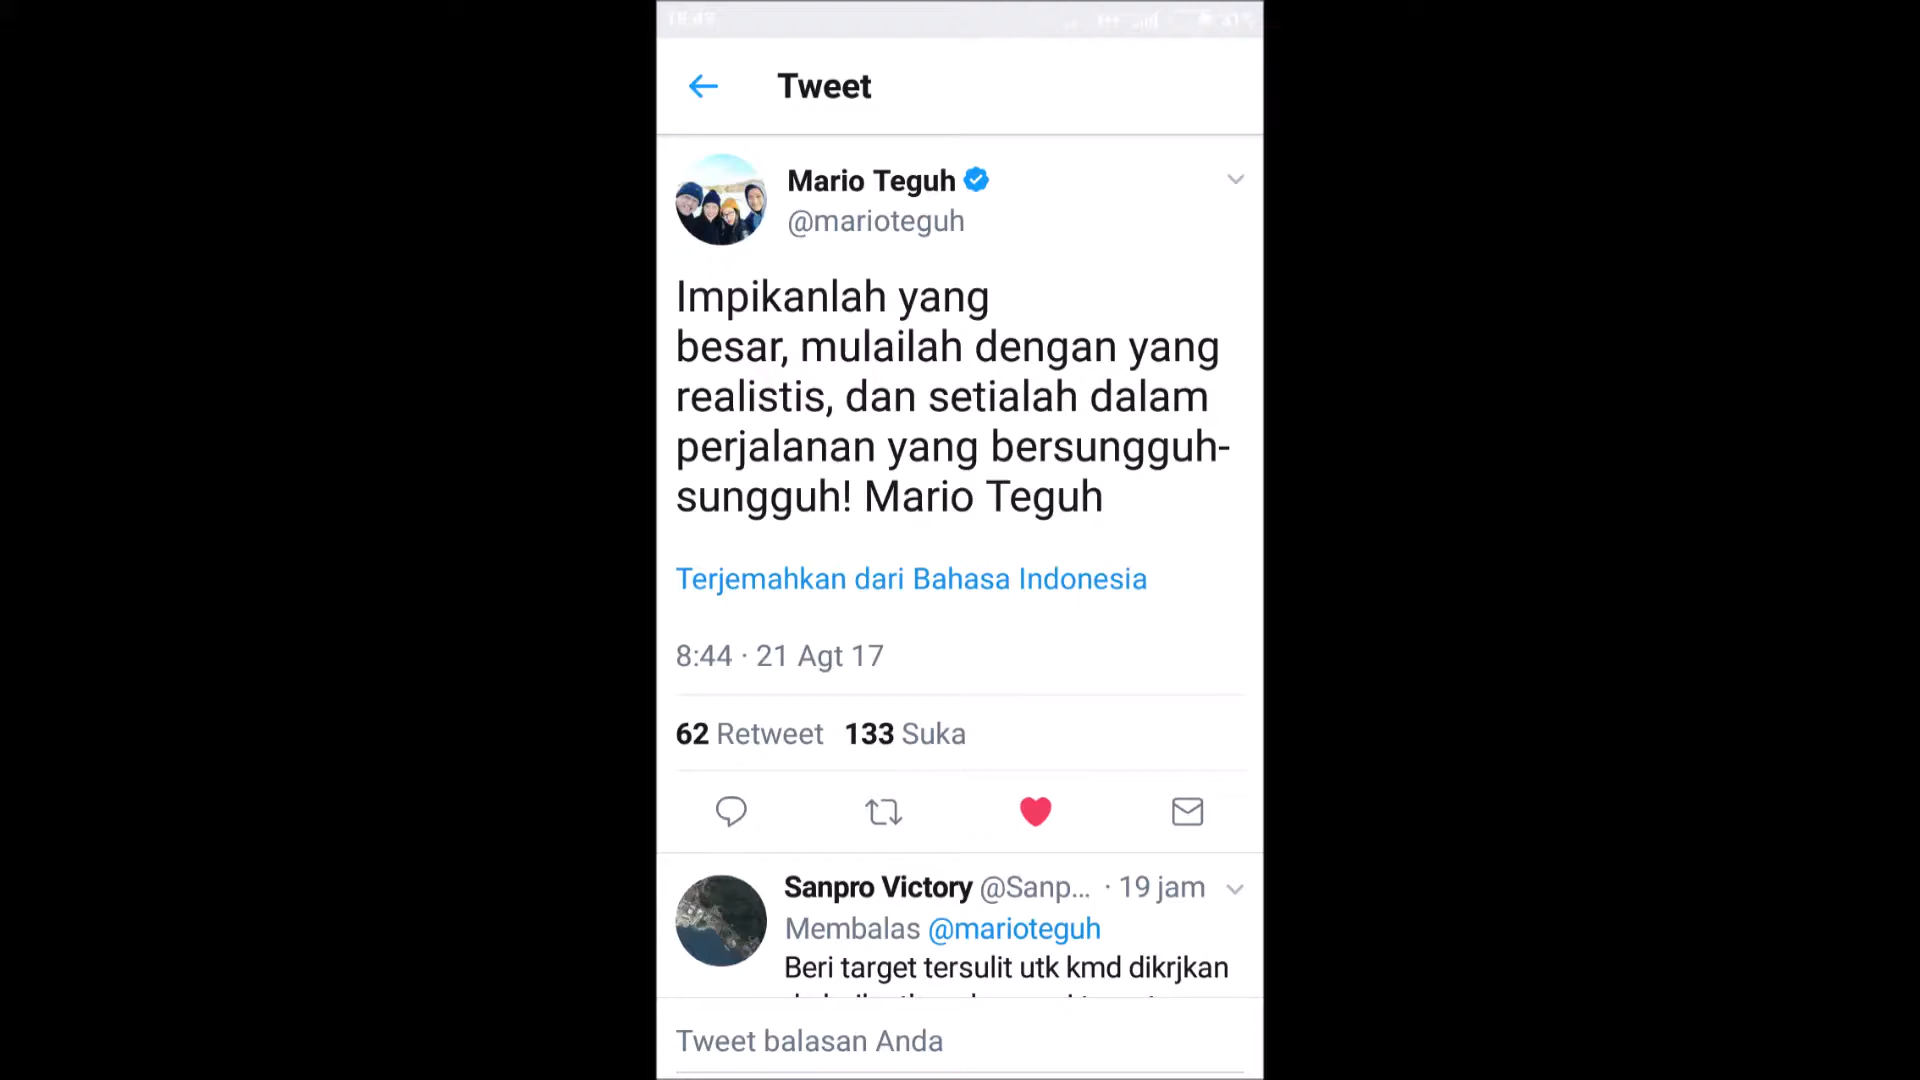 Tweet
Mario Teguh
@marioteguh
Impikanlah yang
besar, mulailah dengan yang
realistis, dan setialah dalam
perjalanan yang bersungguh-
sungguh! Mario Teguh
Terjemahkan dari Bahasa Indonesia
8:44 · 21 Agt 17
62 Retweet 133 Suka
Sanpro Victory @Sanp... · 19 jam
Membalas @marioteguh
Beri target tersulit utk kmd dikrjkan
Tweet balasan Anda